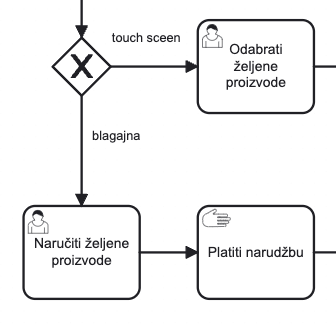 touch sceen
Odabrati
željene
proizvode
blagajna
Naručiti željene
proizvode
Platiti narudžbu